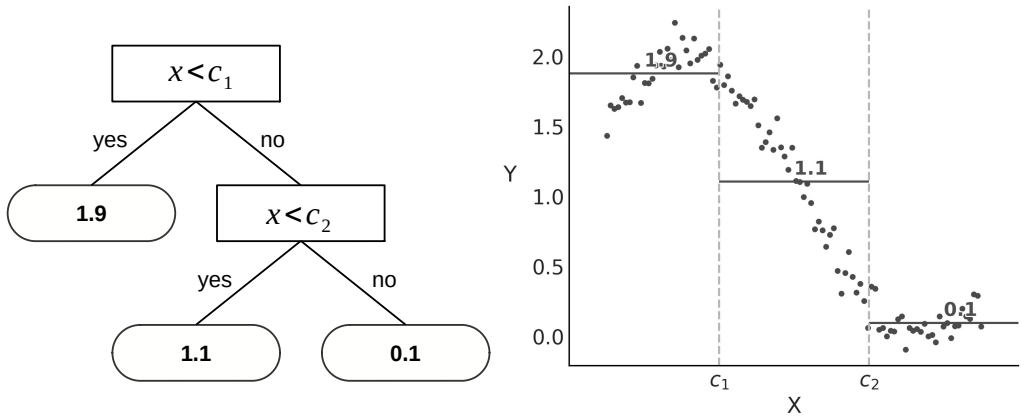 x < c₁
yes
no
1.9
x < c₂
yes
no
1.1
0.1
2.0
1.5
1.0
0.5
0.0
Y
1.9
1.1
0.1
c₁
c₂
X